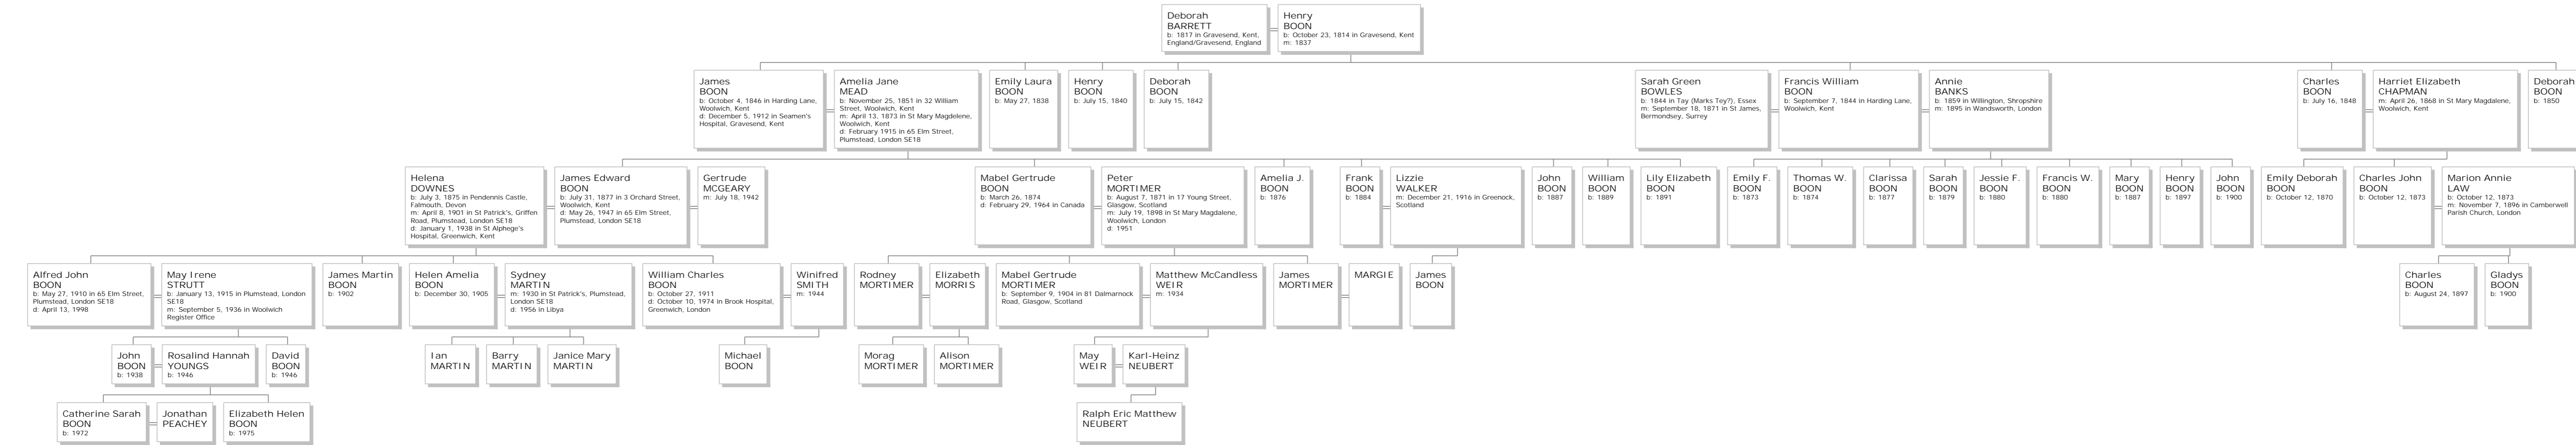 Deborah
BARRETT
b: 1817 in Gravesend, Kent,
England/Gravesend, England
Henry
BOON
b: October 23, 1814 in Gravesend, Kent
m: 1837
James
BOON
b: October 4, 1846 in Harding Lane,
Woolwich, Kent
d: December 5, 1912 in Seamen's
Hospital, Gravesend, Kent
Amelia Jane
MEAD
b: November 25, 1851 in 32 William
Street, Woolwich, Kent
m: April 13, 1873 in St Mary Magdelene,
Woolwich, Kent
d: February 1915 in 65 Elm Street,
Plumstead, London SE18
Emily Laura
BOON
b: May 27, 1838
Henry
BOON
b: July 15, 1840
Deborah
BOON
b: July 15, 1842
Sarah Green
BOWLES
b: 1844 in Tay (Marks Tey?), Essex
m: September 18, 1871 in St James,
Bermondsey, Surrey
Francis William
BOON
b: September 7, 1844 in Harding Lane,
Woolwich, Kent
Annie
BANKS
b: 1859 in Willington, Shropshire
m: 1895 in Wandsworth, London
Charles
BOON
b: July 16, 1848
Harriet Elizabeth
CHAPMAN
m: April 26, 1868 in St Mary Magdalene,
Woolwich, Kent
Deborah
BOON
b: 1850
Helena
DOWNES
b: July 3, 1875 in Pendennis Castle,
Falmouth, Devon
m: April 8, 1901 in St Patrick's, Griffen
Road, Plumstead, London SE18
d: January 1, 1938 in St Alphege's
Hospital, Greenwich, Kent
James Edward
BOON
b: July 31, 1877 in 3 Orchard Street,
Woolwich, Kent
d: May 26, 1947 in 65 Elm Street,
Plumstead, London SE18
Gertrude
MCGEARY
m: July 18, 1942
Mabel Gertrude
BOON
b: March 26, 1874
d: February 29, 1964 in Canada
Peter
MORTIMER
b: August 7, 1871 in 17 Young Street,
Glasgow, Scotland
m: July 19, 1898 in St Mary Magdalene,
Woolwich, London
d: 1951
Amelia J.
BOON
b: 1876
Frank
BOON
b: 1884
Lizzie
WALKER
m: December 21, 1916 in Greenock,
Scotland
John
BOON
b: 1887
William
BOON
b: 1889
Lily Elizabeth
BOON
b: 1891
Emily F.
BOON
b: 1873
Thomas W.
BOON
b: 1874
Clarissa
BOON
b: 1877
Sarah
BOON
b: 1879
Jessie F.
BOON
b: 1880
Francis W.
BOON
b: 1880
Mary
BOON
b: 1887
Henry
BOON
b: 1897
John
BOON
b: 1900
Emily Deborah
BOON
b: October 12, 1870
Charles John
BOON
b: October 12, 1873
Marion Annie
LAW
b: October 12, 1873
m: November 7, 1896 in Camberwell
Parish Church, London
Alfred John
BOON
b: May 27, 1910 in 65 Elm Street,
Plumstead, London SE18
d: April 13, 1998
May Irene
STRUTT
b: January 13, 1915 in Plumstead, London
SE18
m: September 5, 1936 in Woolwich
Register Office
James Martin
BOON
b: 1902
Helen Amelia
BOON
b: December 30, 1905
Sydney
MARTIN
m: 1930 in St Patrick's, Plumstead,
London SE18
d: 1956 in Libya
William Charles
BOON
b: October 27, 1911
d: October 10, 1974 in Brook Hospital,
Greenwich, London
Winifred
SMITH
m: 1944
Rodney
MORTIMER
Elizabeth
MORRIS
Mabel Gertrude
MORTIMER
b: September 9, 1904 in 81 Dalmarnock
Road, Glasgow, Scotland
Matthew McCandless
WEIR
m: 1934
James
MORTIMER
MARGIE
James
BOON
Charles
BOON
b: August 24, 1897
Gladys
BOON
b: 1900
John
BOON
b: 1938
Rosalind Hannah
YOUNGS
b: 1946
David
BOON
b: 1946
Ian
MARTIN
Barry
MARTIN
Janice Mary
MARTIN
Michael
BOON
Morag
MORTIMER
Alison
MORTIMER
May
WEIR
Karl-Heinz
NEUBERT
Catherine Sarah
BOON
b: 1972
Jonathan
PEACHEY
Elizabeth Helen
BOON
b: 1975
Ralph Eric Matthew
NEUBERT